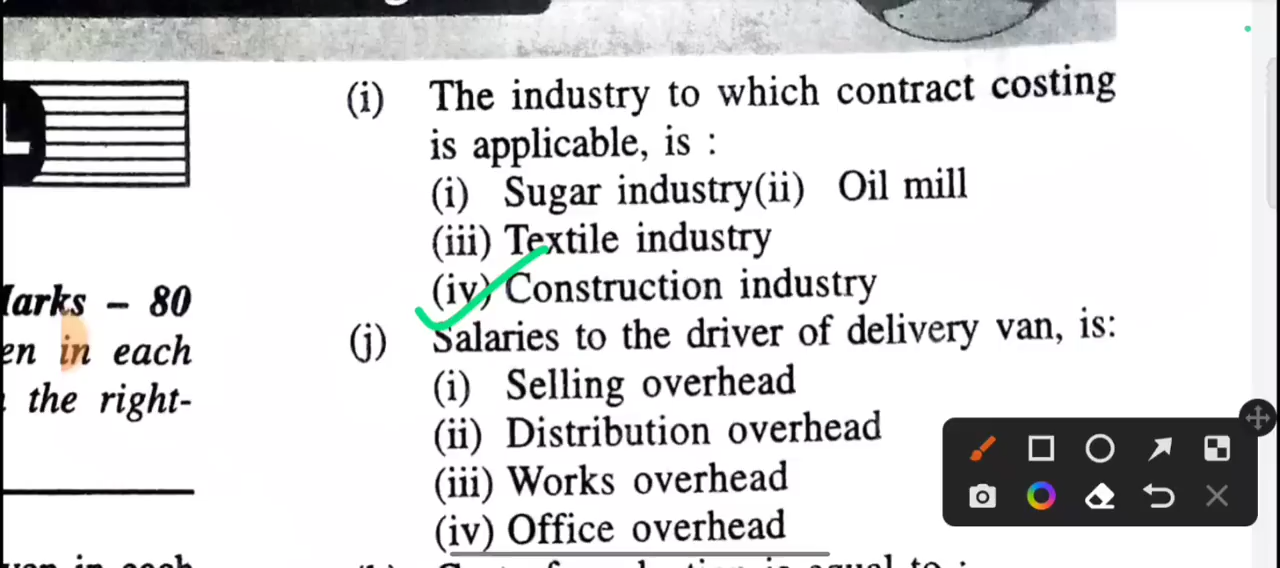 (i) The industry to which contract costing
is applicable, is :
(i) Sugar industry(ii) Oil mill
(iii) Textile industry
(iv) Construction industry
Marks – 80
in each
the right-
(j) Salaries to the driver of delivery van, is:
(i) Selling overhead
(ii) Distribution overhead
(iii) Works overhead
(iv) Office overhead